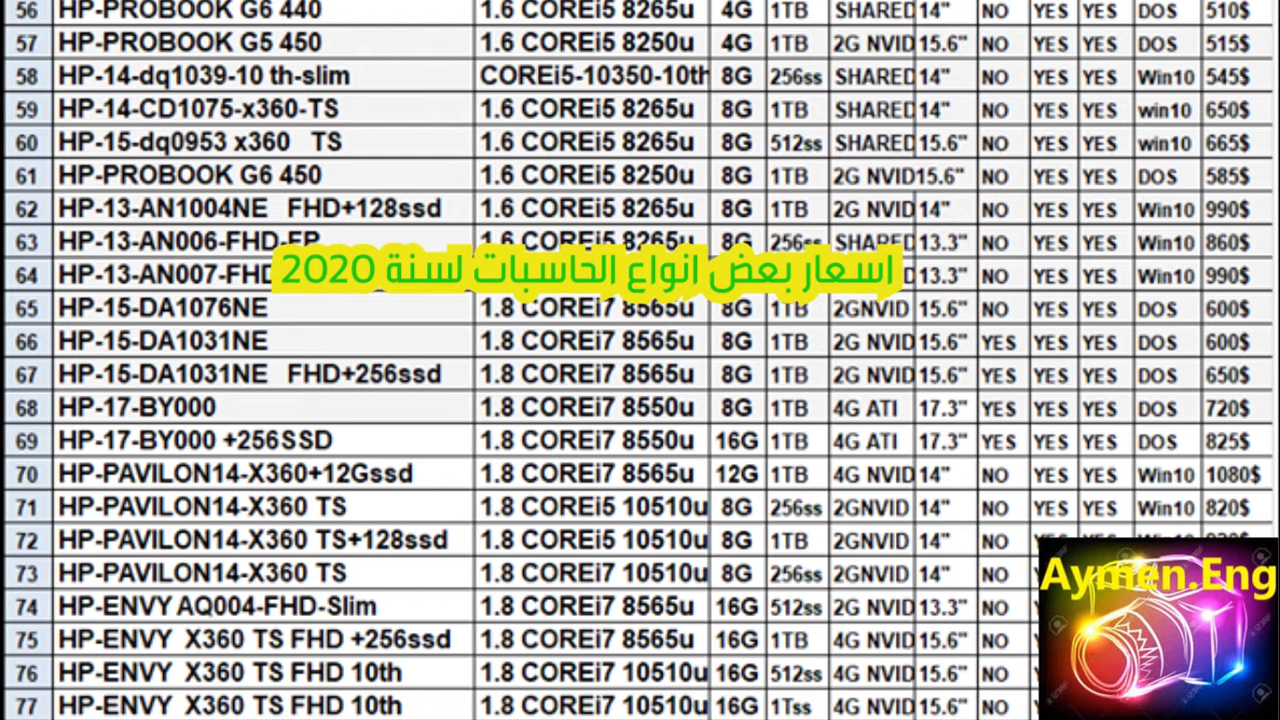 56 HP-PROBOOK G6 440 1.6 COREi5 8265u 4G 1TB SHARED 14" NO YES YES DOS 510$
57 HP-PROBOOK G5 450 1.6 COREi5 8250u 4G 1TB 2G NVID 15.6" NO YES YES DOS 515$
58 HP-14-dq1039-10 th-slim COREi5-10350-10th 8G 256ss SHARED 14" NO YES YES Win10 545$
59 HP-14-CD1075-x360-TS 1.6 COREi5 8265u 8G 1TB SHARED 14" NO YES YES win10 650$
60 HP-15-dq0953 x360 TS 1.6 COREi5 8265u 8G 512ss SHARED 15.6" NO YES YES win10 665$
61 HP-PROBOOK G6 450 1.6 COREi5 8250u 8G 1TB 2G NVID 15.6" NO YES YES DOS 585$
62 HP-13-AN1004NE FHD+128ssd 1.6 COREi5 8265u 8G 1TB 2G NVID 14" NO YES YES Win10 990$
63 HP-13-AN006-FHD-FP 1.6 COREi5 8265u 8G 256ss SHARED 13.3" NO YES YES Win10 860$
اسعار بعض انواع الحاسبات لسنة 2020
64 HP-13-AN007-FHD 13.3" NO YES YES Win10 990$
65 HP-15-DA1076NE 1.8 COREi7 8565u 8G 1TB 2GNVID 15.6" NO YES YES DOS 600$
66 HP-15-DA1031NE 1.8 COREi7 8565u 8G 1TB 2G NVID 15.6" YES YES YES DOS 600$
67 HP-15-DA1031NE FHD+256ssd 1.8 COREi7 8565u 8G 1TB 2G NVID 15.6" YES YES YES DOS 650$
68 HP-17-BY000 1.8 COREi7 8550u 8G 1TB 4G ATI 17.3" YES YES YES DOS 720$
69 HP-17-BY000 +256SSD 1.8 COREi7 8550u 16G 1TB 4G ATI 17.3" YES YES YES DOS 825$
70 HP-PAVILON14-X360+12Gssd 1.8 COREi7 8565u 12G 1TB 4G NVID 14" NO YES YES Win10 1080$
71 HP-PAVILON14-X360 TS 1.8 COREi5 10510u 8G 256ss 2GNVID 14" NO YES YES Win10 820$
72 HP-PAVILON14-X360 TS+128ssd 1.8 COREi5 10510u 8G 1TB 2GNVID 14" NO YES YES
73 HP-PAVILON14-X360 TS 1.8 COREi7 10510u 8G 256ss 2GNVID 14" NO
Aymen.Eng
74 HP-ENVY AQ004-FHD-Slim 1.8 COREi7 8565u 16G 512ss 2G NVID 13.3" NO
75 HP-ENVY X360 TS FHD +256ssd 1.8 COREi7 8565u 16G 1TB 4G NVID 15.6" NO
76 HP-ENVY X360 TS FHD 10th 1.8 COREi7 10510u 16G 512ss 4G NVID 15.6" NO
77 HP-ENVY X360 TS FHD 10th 1.8 COREi7 10510u 16G 1Tss 4G NVID 15.6" NO